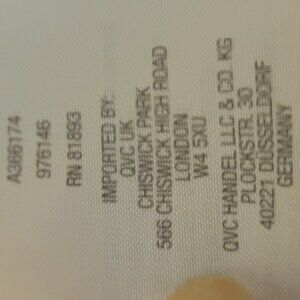 A366174
976146
RN 81893
IMPORTED BY:
QVC UK
CHISWICK PARK
566 CHISWICK HIGH ROAD
LONDON
W4 5XU
QVC HANDEL LLC & CO. KG
PLOCKSTR. 30
40221 DUSSELDORF
GERMANY